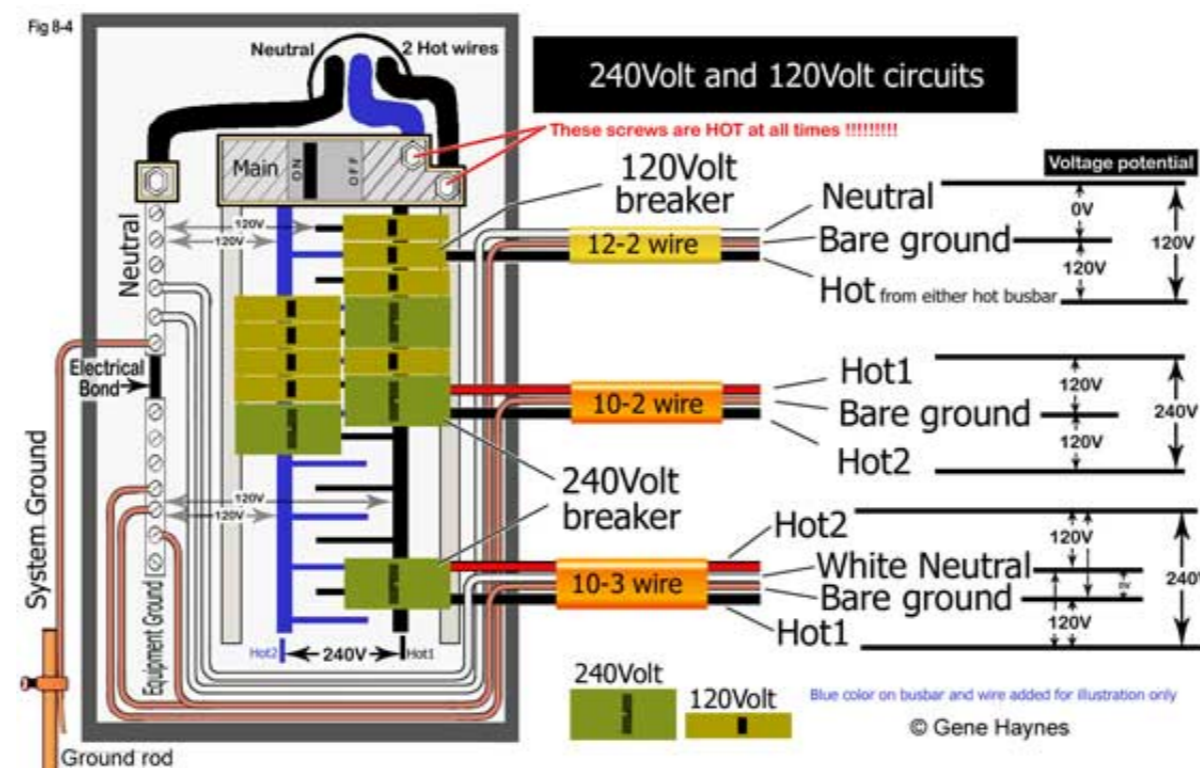 Fig 8-4
Neutral
2 Hot wires
240Volt and 120Volt circuits
These screws are HOT at all times !!!!!!!!!
Main
ON
OFF
120Volt
breaker
Voltage potential
Neutral
120V
120V
12-2 wire
Neutral
Bare ground
Hot from either hot busbar
0V
120V
120V
Electrical
Bond
10-2 wire
Hot1
Bare ground
Hot2
120V
120V
240V
System Ground
120V
120V
240Volt
breaker
10-3 wire
Hot2
White Neutral
Bare ground
Hot1
120V
120V
240V
Equipment Ground
Hot2
240V
Hot1
240Volt
120Volt
Blue color on busbar and wire added for illustration only
© Gene Haynes
Ground rod